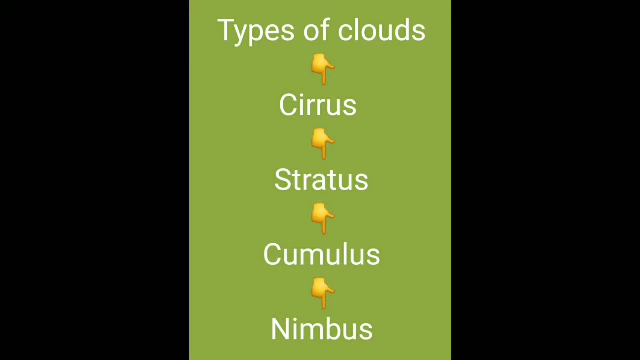 Types of clouds
👇
Cirrus
👇
Stratus
👇
Cumulus
👇
Nimbus